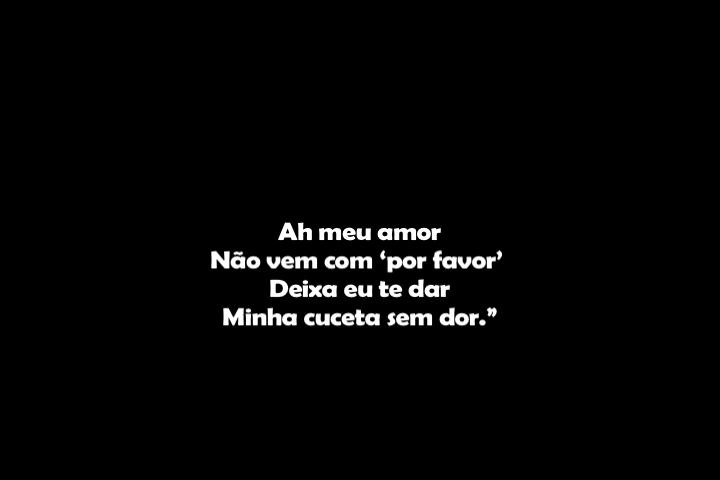 Ah meu amor
Não vem com ‘por favor’
Deixa eu te dar
Minha cuceta sem dor.”